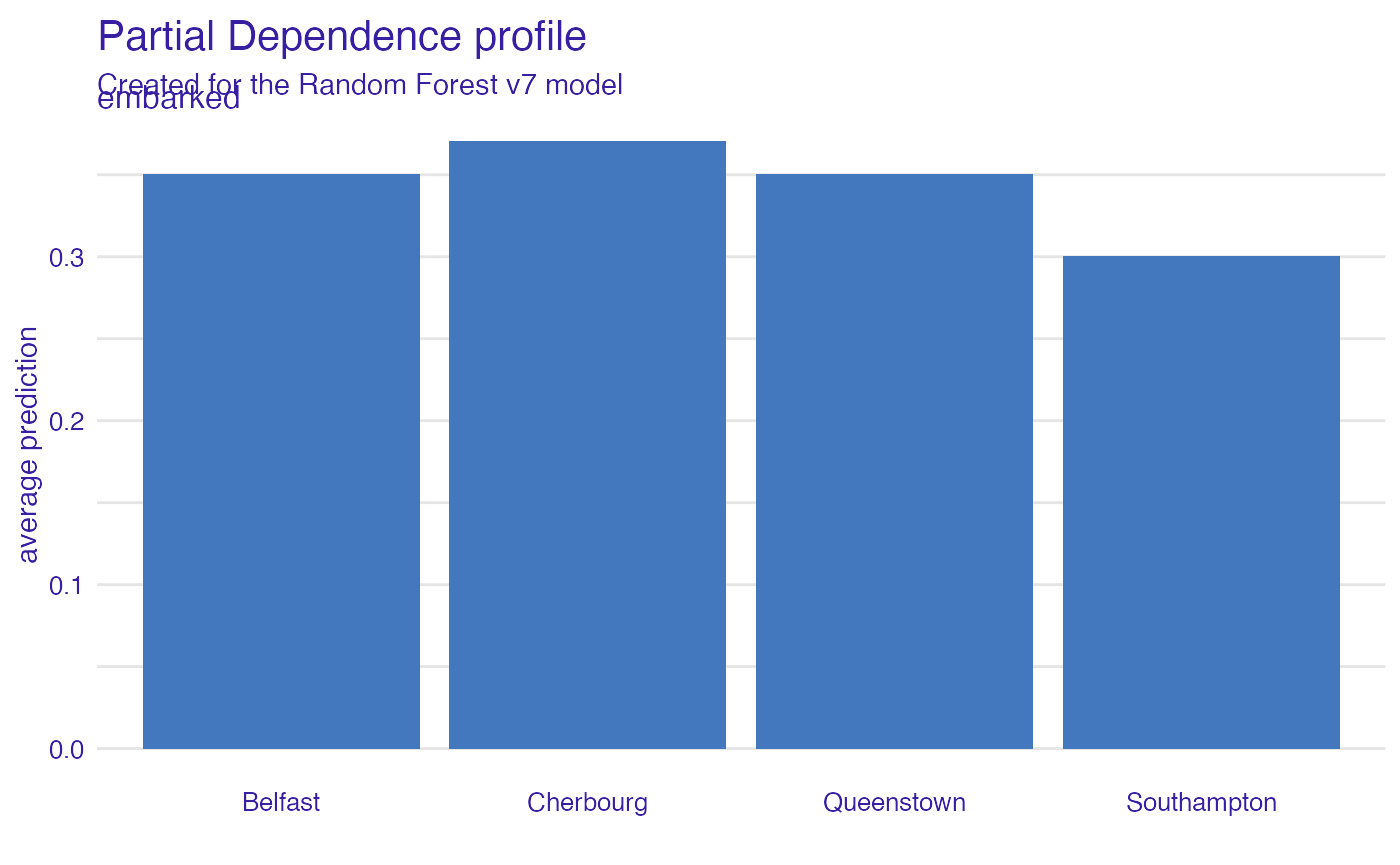 Partial Dependence profile
Created for the Random Forest v7 model
embarked
average prediction
0.3
0.2
0.1
0.0
Belfast
Cherbourg
Queenstown
Southampton